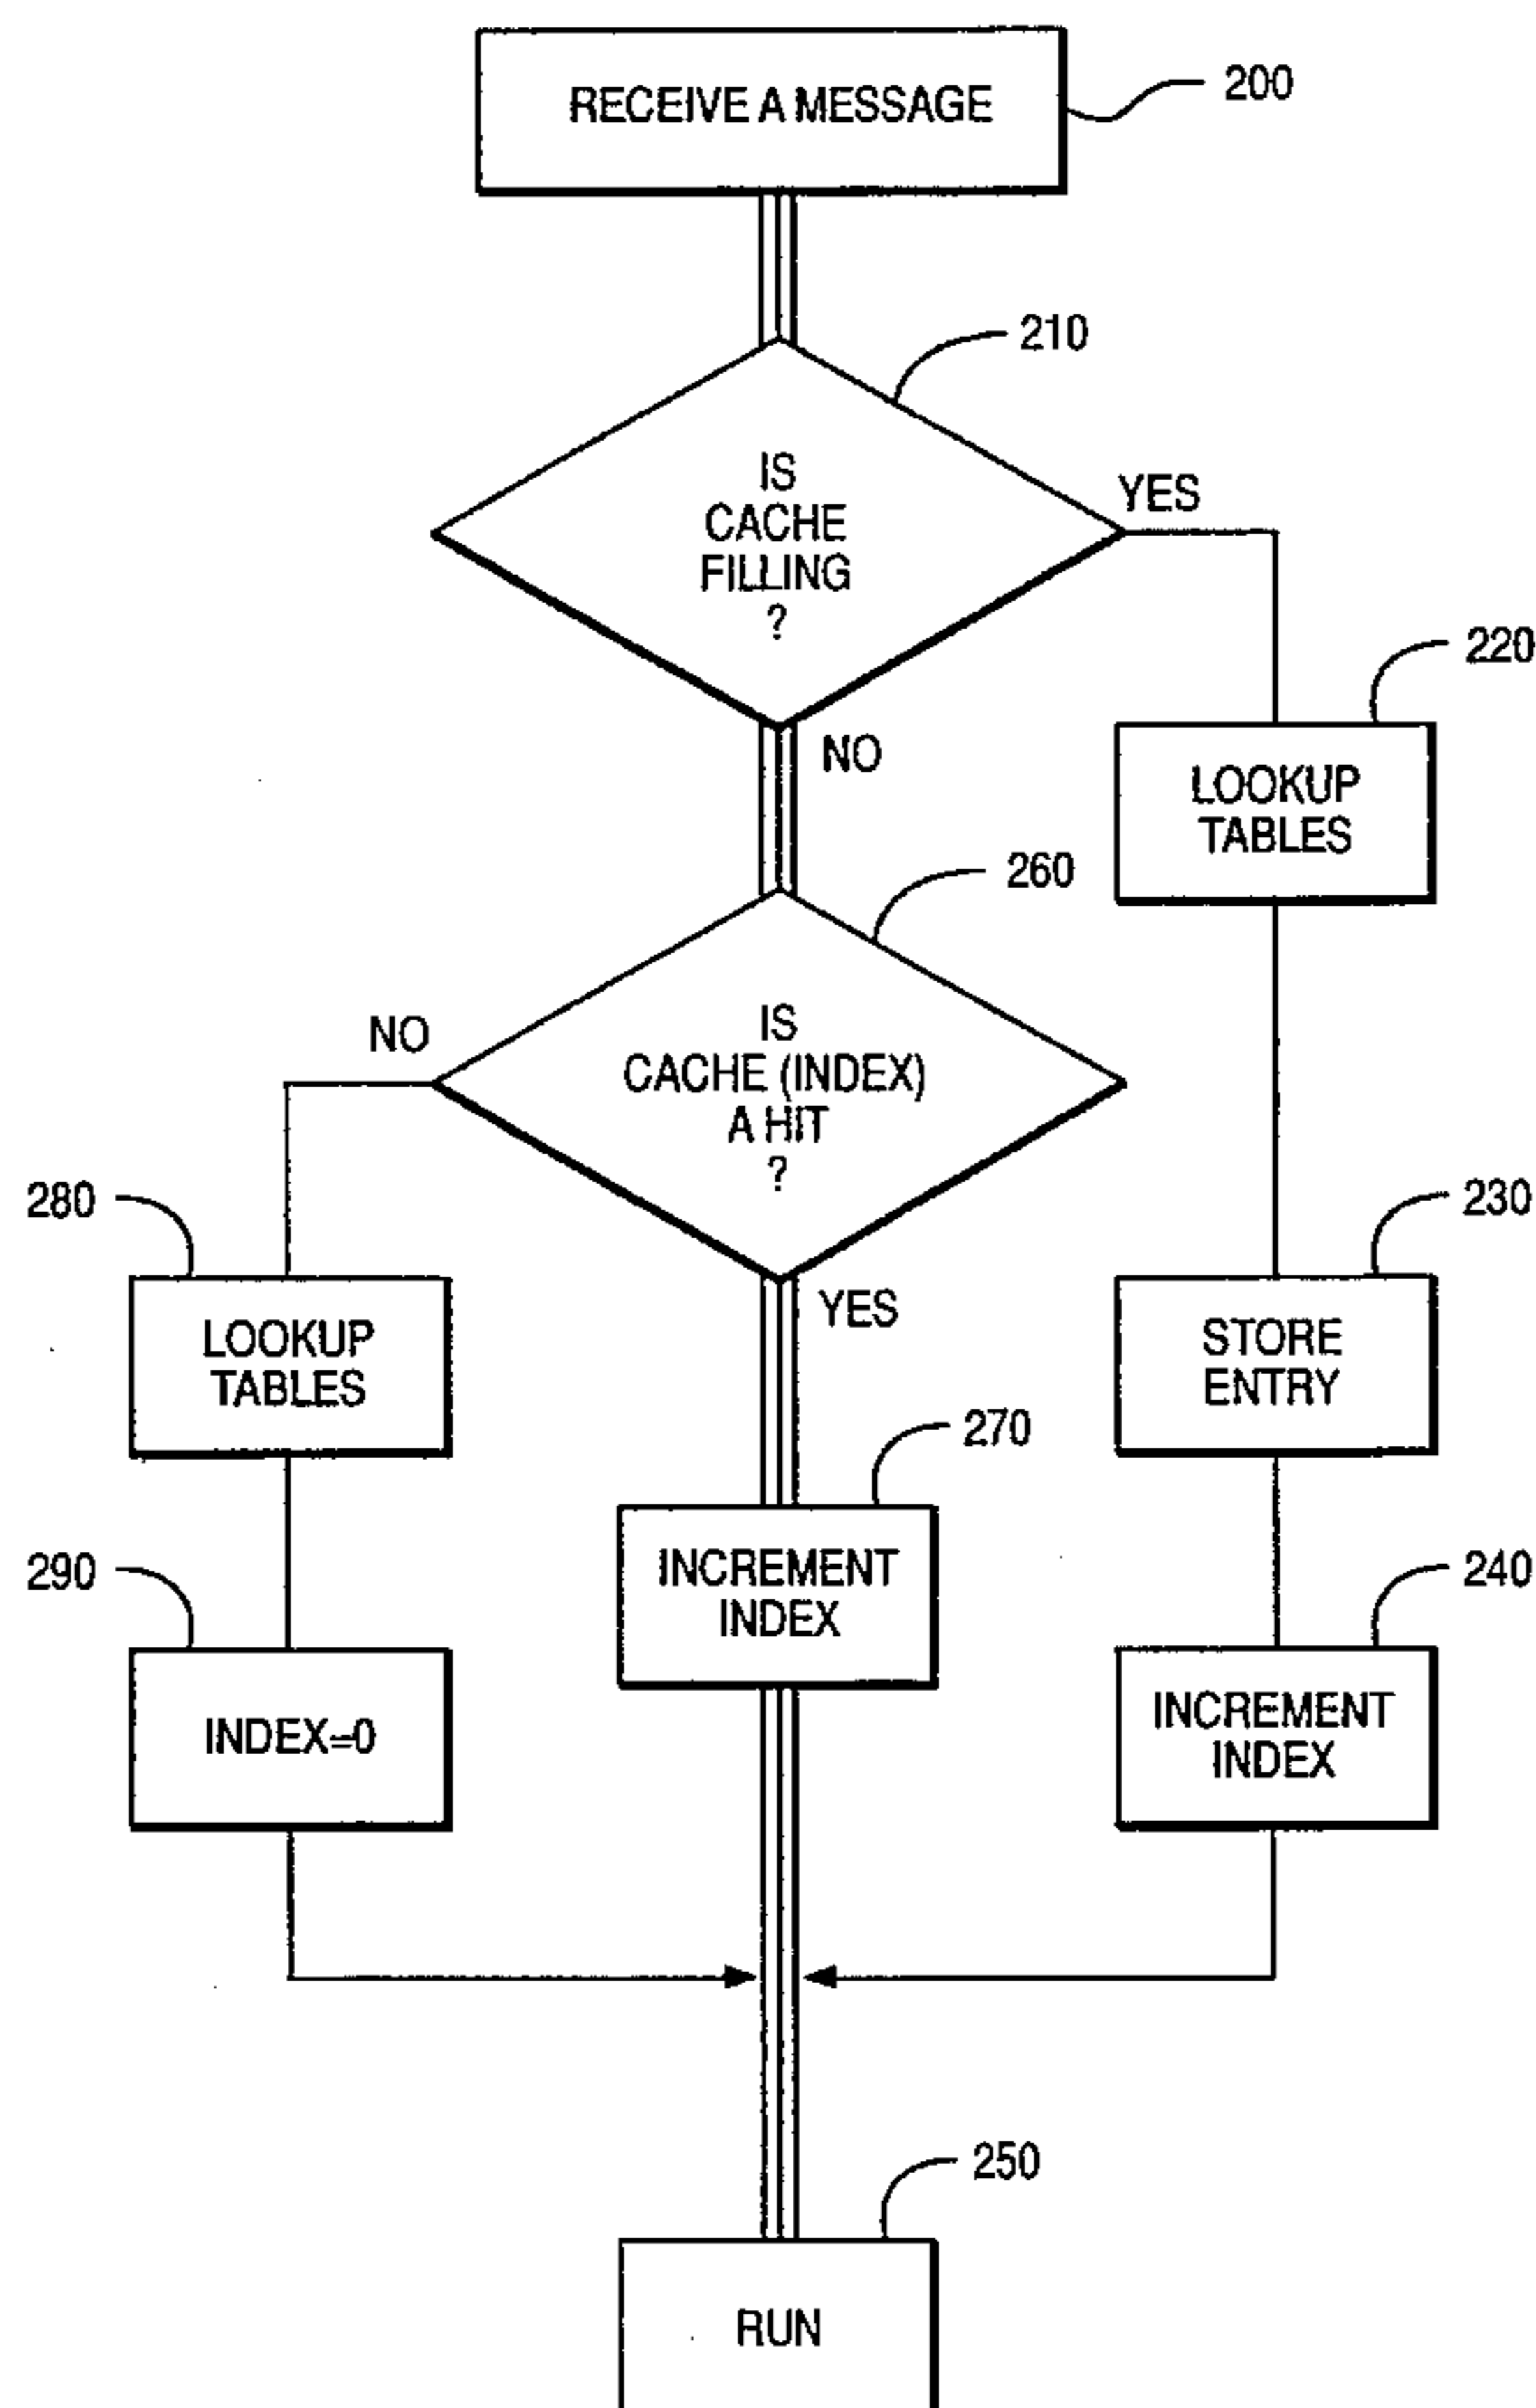 RECEIVE A MESSAGE
200
210
IS
CACHE
FILLING
?
YES
NO
220
LOOKUP
TABLES
260
IS
CACHE (INDEX)
A HIT
?
NO
YES
280
LOOKUP
TABLES
230
STORE
ENTRY
270
INCREMENT
INDEX
290
INDEX=0
240
INCREMENT
INDEX
250
RUN